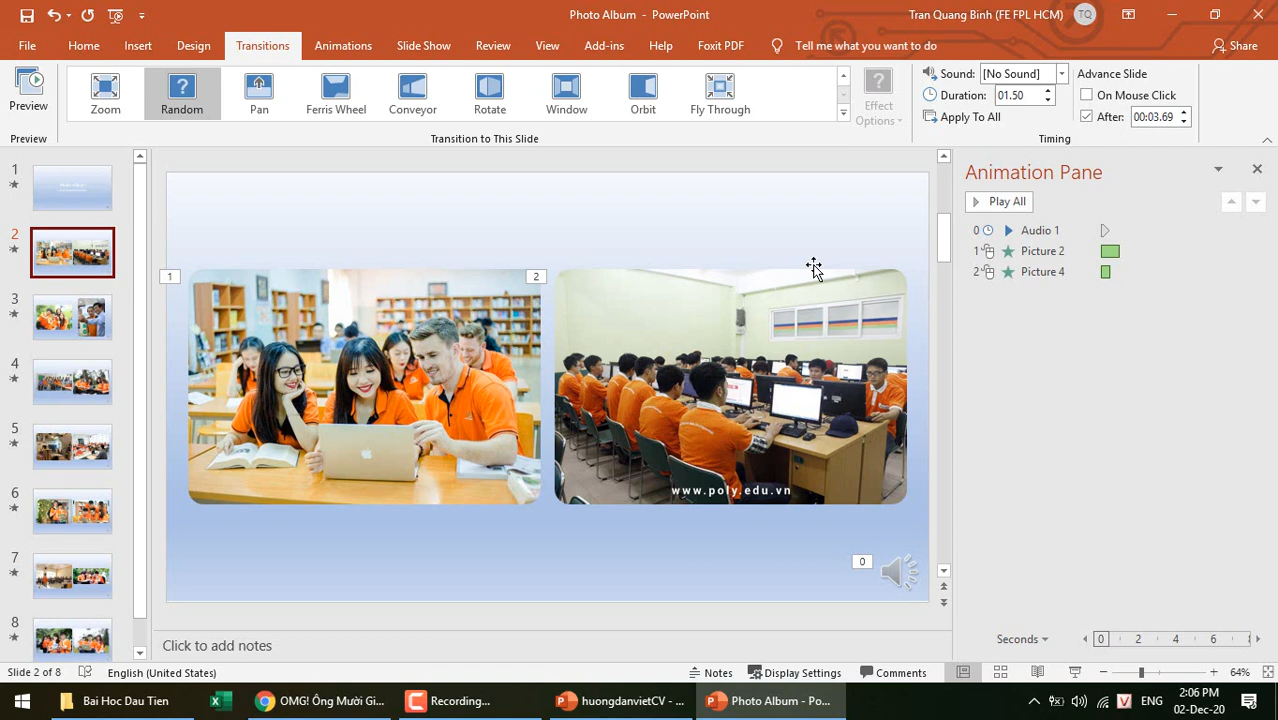 Photo Album - PowerPoint
Tran Quang Binh (FE FPL HCM) TQ
File Home Insert Design Transitions Animations Slide Show Review View Add-ins Help Foxit PDF Tell me what you want to do Share
Preview
Zoom Random Pan Ferris Wheel Conveyor Rotate Window Orbit Fly Through
Effect Options
Sound: [No Sound]
Duration: 01.50
Apply To All
Advance Slide
On Mouse Click
After: 00:03.69
Preview Transition to This Slide Timing
1
2
3
4
5
6
7
8
1
2
www.poly.edu.vn
0
Animation Pane
Play All
0 Audio 1
1 Picture 2
2 Picture 4
Seconds 0 2 4 6
Click to add notes
Slide 2 of 8 English (United States) Notes Display Settings Comments 64%
Bai Hoc Dau Tien OMG! Ông Mười Gi... Recording... huongdanvietCV - ... Photo Album - Po... V ENG
2:06 PM
02-Dec-20